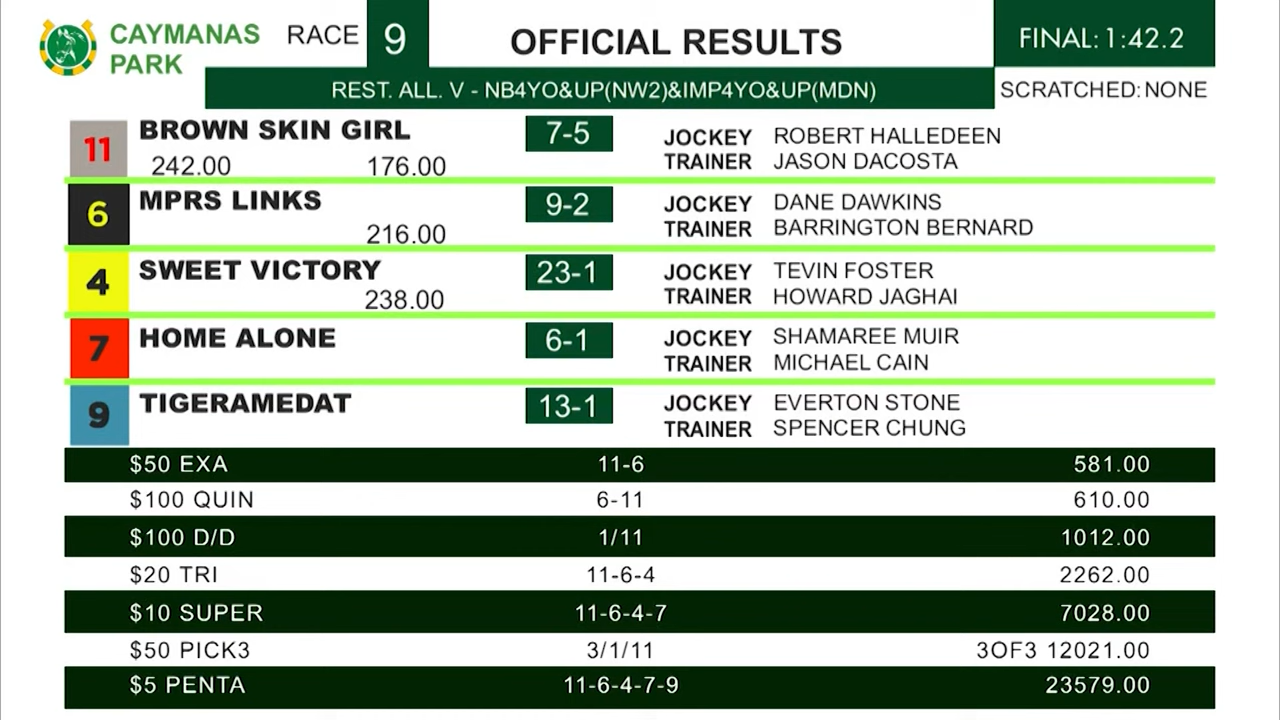 CAYMANAS PARK
RACE 9
OFFICIAL RESULTS
FINAL: 1:42.2
REST. ALL. V - NB4YO&UP(NW2)&IMP4YO&UP(MDN)
SCRATCHED: NONE
11 BROWN SKIN GIRL 7-5 JOCKEY ROBERT HALLEDEEN
242.00 176.00 TRAINER JASON DACOSTA
6 MPRS LINKS 9-2 JOCKEY DANE DAWKINS
216.00 TRAINER BARRINGTON BERNARD
4 SWEET VICTORY 23-1 JOCKEY TEVIN FOSTER
238.00 TRAINER HOWARD JAGHAI
7 HOME ALONE 6-1 JOCKEY SHAMAREE MUIR
TRAINER MICHAEL CAIN
9 TIGERAMEDAT 13-1 JOCKEY EVERTON STONE
TRAINER SPENCER CHUNG
$50 EXA 11-6 581.00
$100 QUIN 6-11 610.00
$100 D/D 1/11 1012.00
$20 TRI 11-6-4 2262.00
$10 SUPER 11-6-4-7 7028.00
$50 PICK3 3/1/11 3OF3 12021.00
$5 PENTA 11-6-4-7-9 23579.00